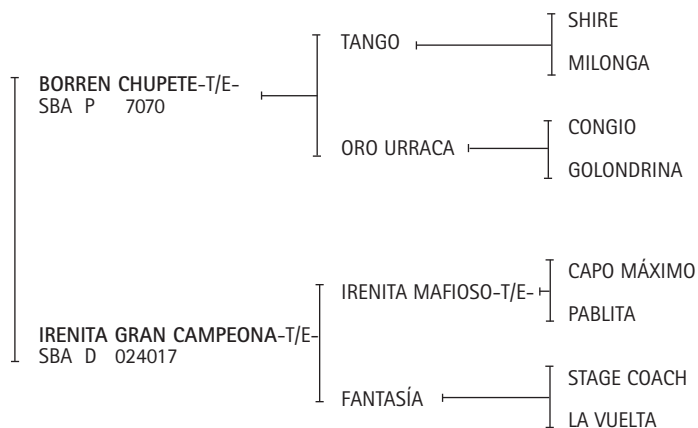 SHIRE
TANGO
MILONGA
BORREN CHUPETE-T/E-
SBA P 7070
CONGIO
ORO URRACA
GOLONDRINA
CAPO MÁXIMO
IRENITA MAFIOSO-T/E-
PABLITA
IRENITA GRAN CAMPEONA-T/E-
SBA D 024017
STAGE COACH
FANTASÍA
LA VUELTA